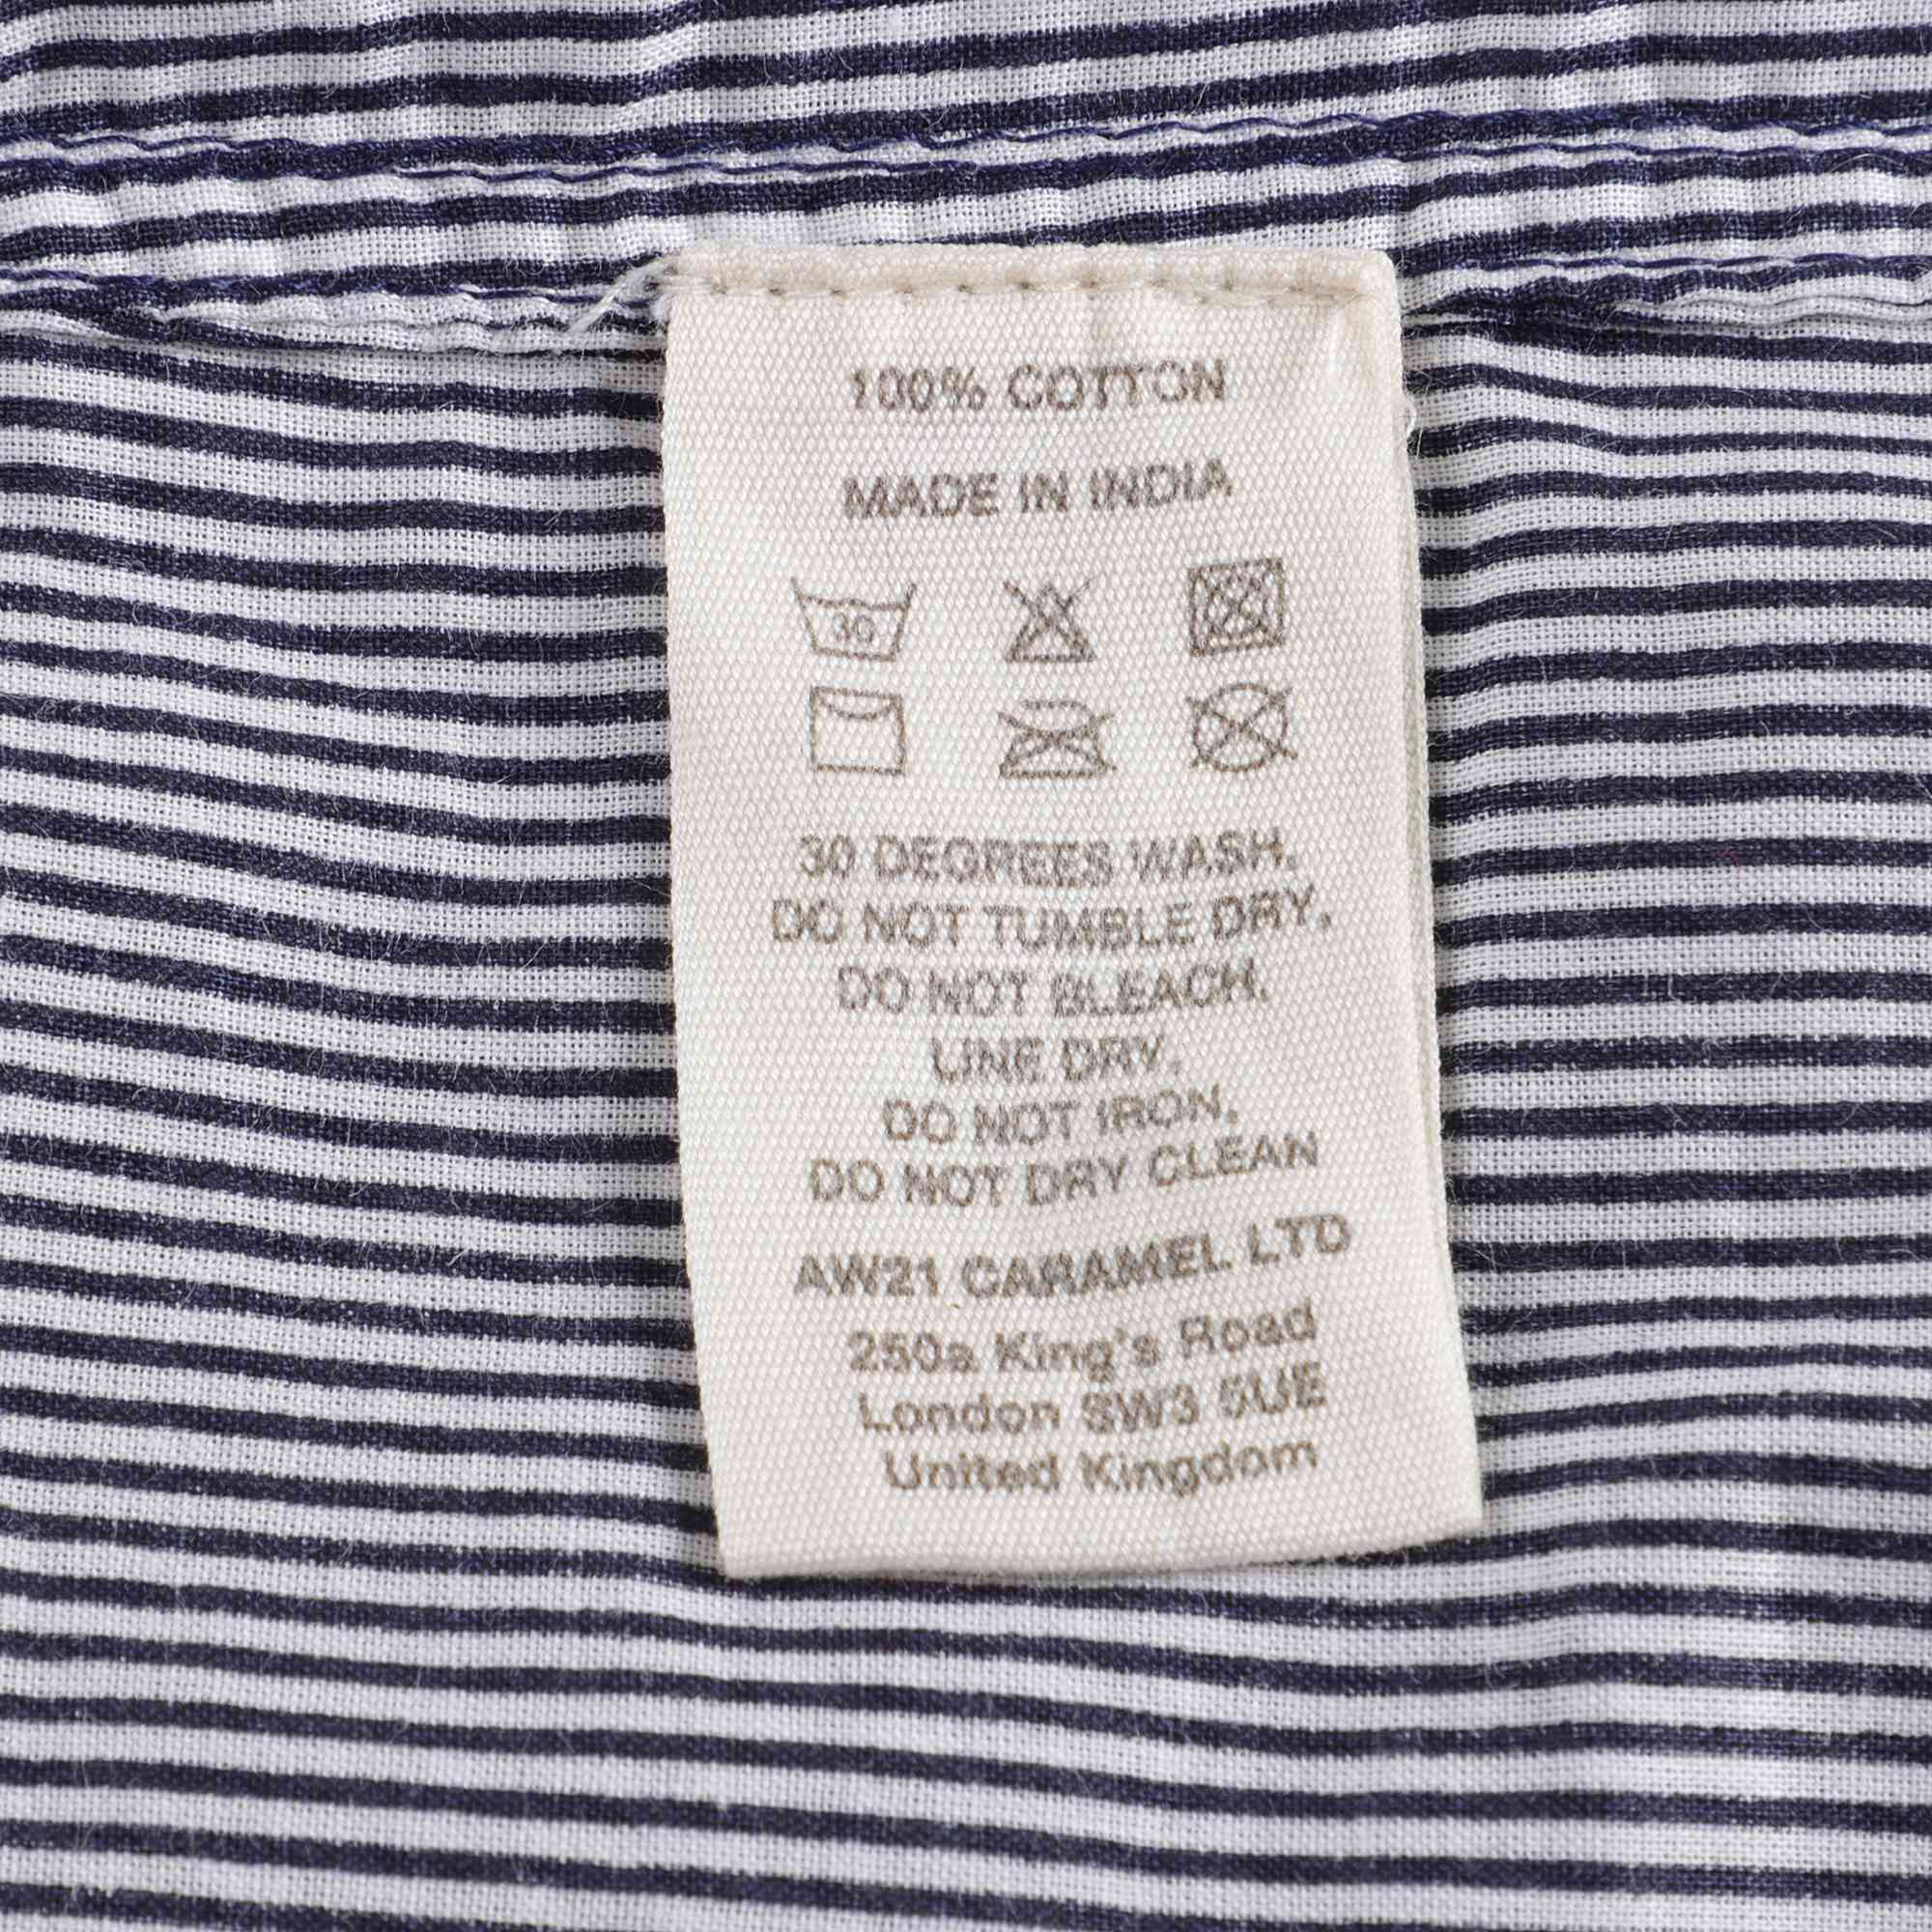 100% COTTON
MADE IN INDIA
30
30 DEGREES WASH,
DO NOT TUMBLE DRY,
DO NOT BLEACH,
LINE DRY,
DO NOT IRON,
DO NOT DRY CLEAN
AW21 CARAMEL LTD
250a King's Road
London SW3 5UE
United Kingdom